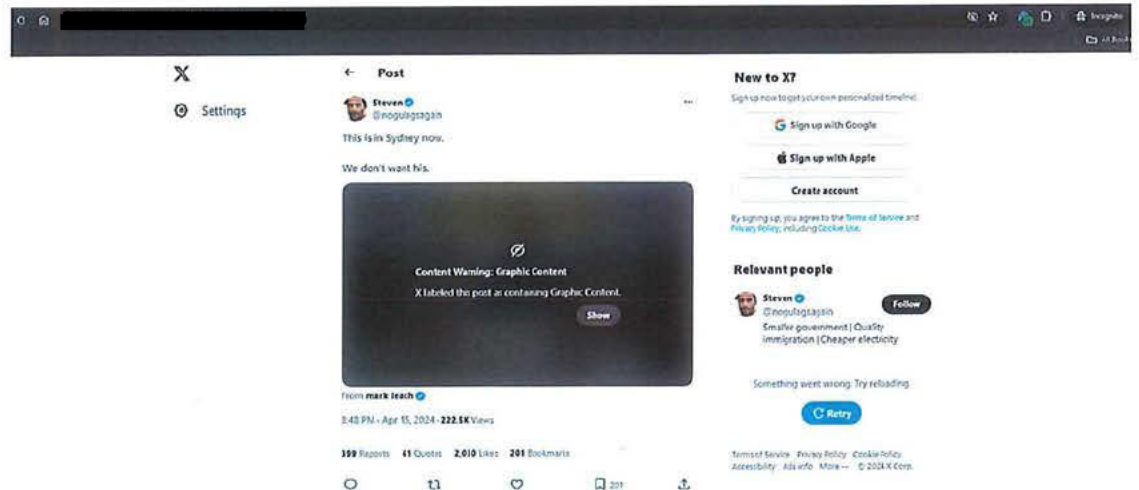 Incognito
All Book
Settings
Post
Steven
@nogulagsagain
This is in Sydney now.
We don't want his.
Content Warning: Graphic Content
X labeled this post as containing Graphic Content.
Show
From mark leach
8:48 PM · Apr 15, 2024 · 222.5K Views
399 Reposts 41 Quotes 2,010 Likes 201 Bookmarks
201
New to X?
Sign up now to get your own personalized timeline!
Sign up with Google
Sign up with Apple
Create account
By signing up, you agree to the Terms of Service and
Privacy Policy, including Cookie Use.
Relevant people
Steven
@nogulagsagain
Follow
Smaller government | Quality
immigration | Cheaper electricity
Something went wrong. Try reloading.
Retry
Terms of Service Privacy Policy Cookie Policy
Accessibility Ads info More © 2024 X Corp.